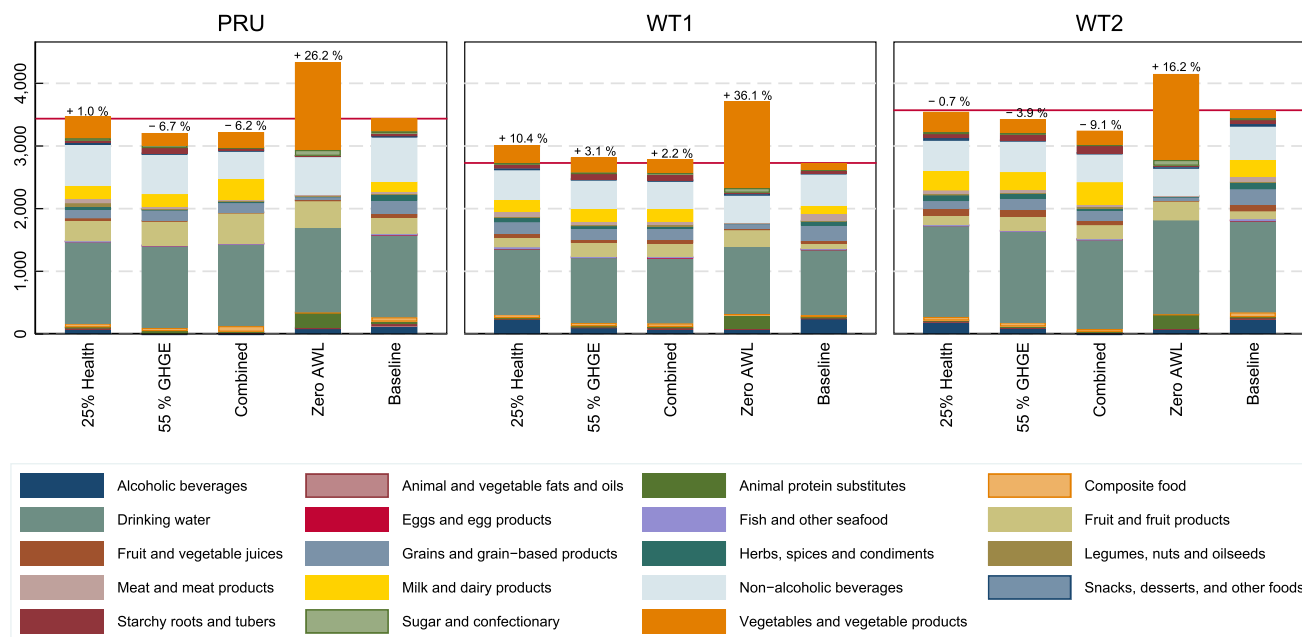 PRU
WT1
WT2
4,000
3,000
2,000
1,000
0
+ 1.0 %
− 6.7 %
− 6.2 %
+ 26.2 %
+ 10.4 %
+ 3.1 %
+ 2.2 %
+ 36.1 %
− 0.7 %
− 3.9 %
− 9.1 %
+ 16.2 %
25% Health
55 % GHGE
Combined
Zero AWL
Baseline
25% Health
55 % GHGE
Combined
Zero AWL
Baseline
25% Health
55 % GHGE
Combined
Zero AWL
Baseline
Alcoholic beverages
Animal and vegetable fats and oils
Animal protein substitutes
Composite food
Drinking water
Eggs and egg products
Fish and other seafood
Fruit and fruit products
Fruit and vegetable juices
Grains and grain−based products
Herbs, spices and condiments
Legumes, nuts and oilseeds
Meat and meat products
Milk and dairy products
Non−alcoholic beverages
Snacks, desserts, and other foods
Starchy roots and tubers
Sugar and confectionary
Vegetables and vegetable products